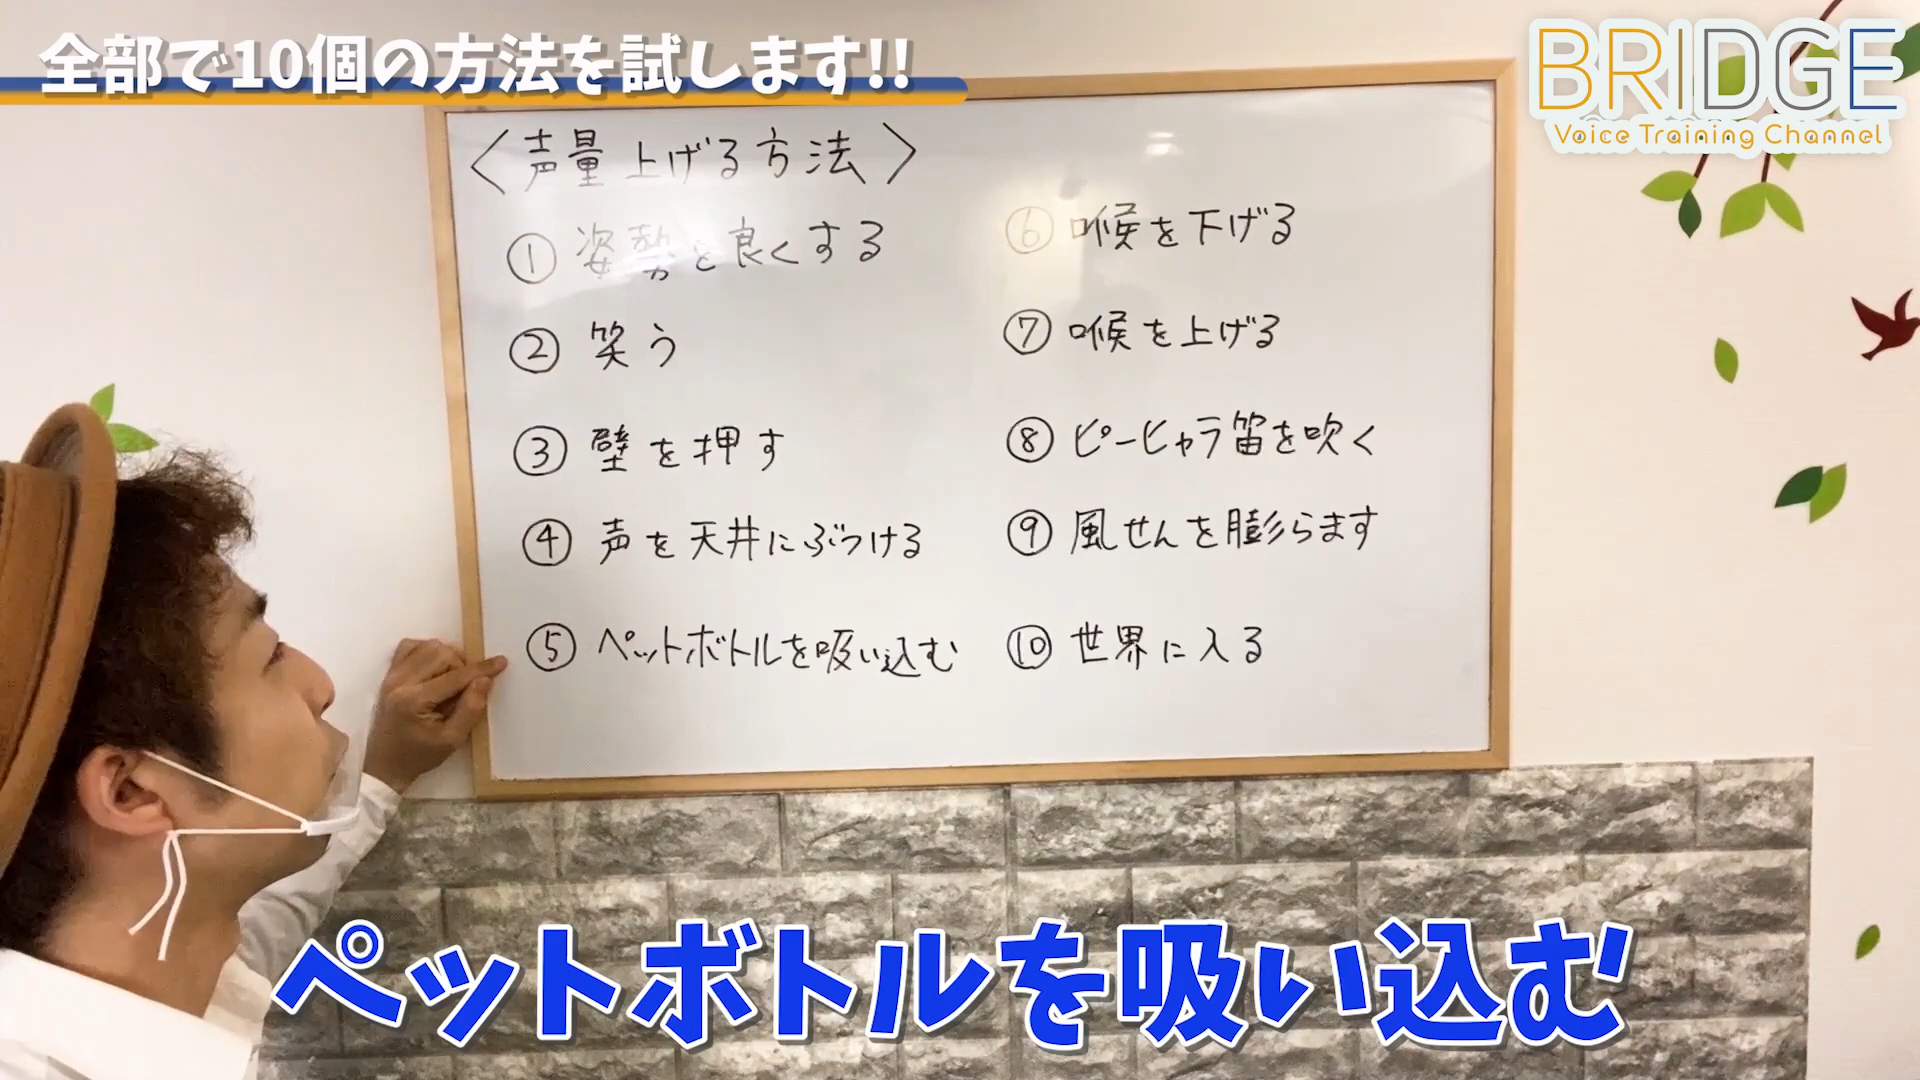 全部で10個の方法を試します!!
BRIDGE
Voice Training Channel
〈声量上げる方法〉
① 姿勢を良くする
② 笑う
③ 壁を押す
④ 声を天井にぶつける
⑤ ペットボトルを吸い込む
⑥ 喉を下げる
⑦ 喉を上げる
⑧ ピーヒャラ笛を吹く
⑨ 風せんを膨らます
⑩ 世界に入る
ペットボトルを吸い込む